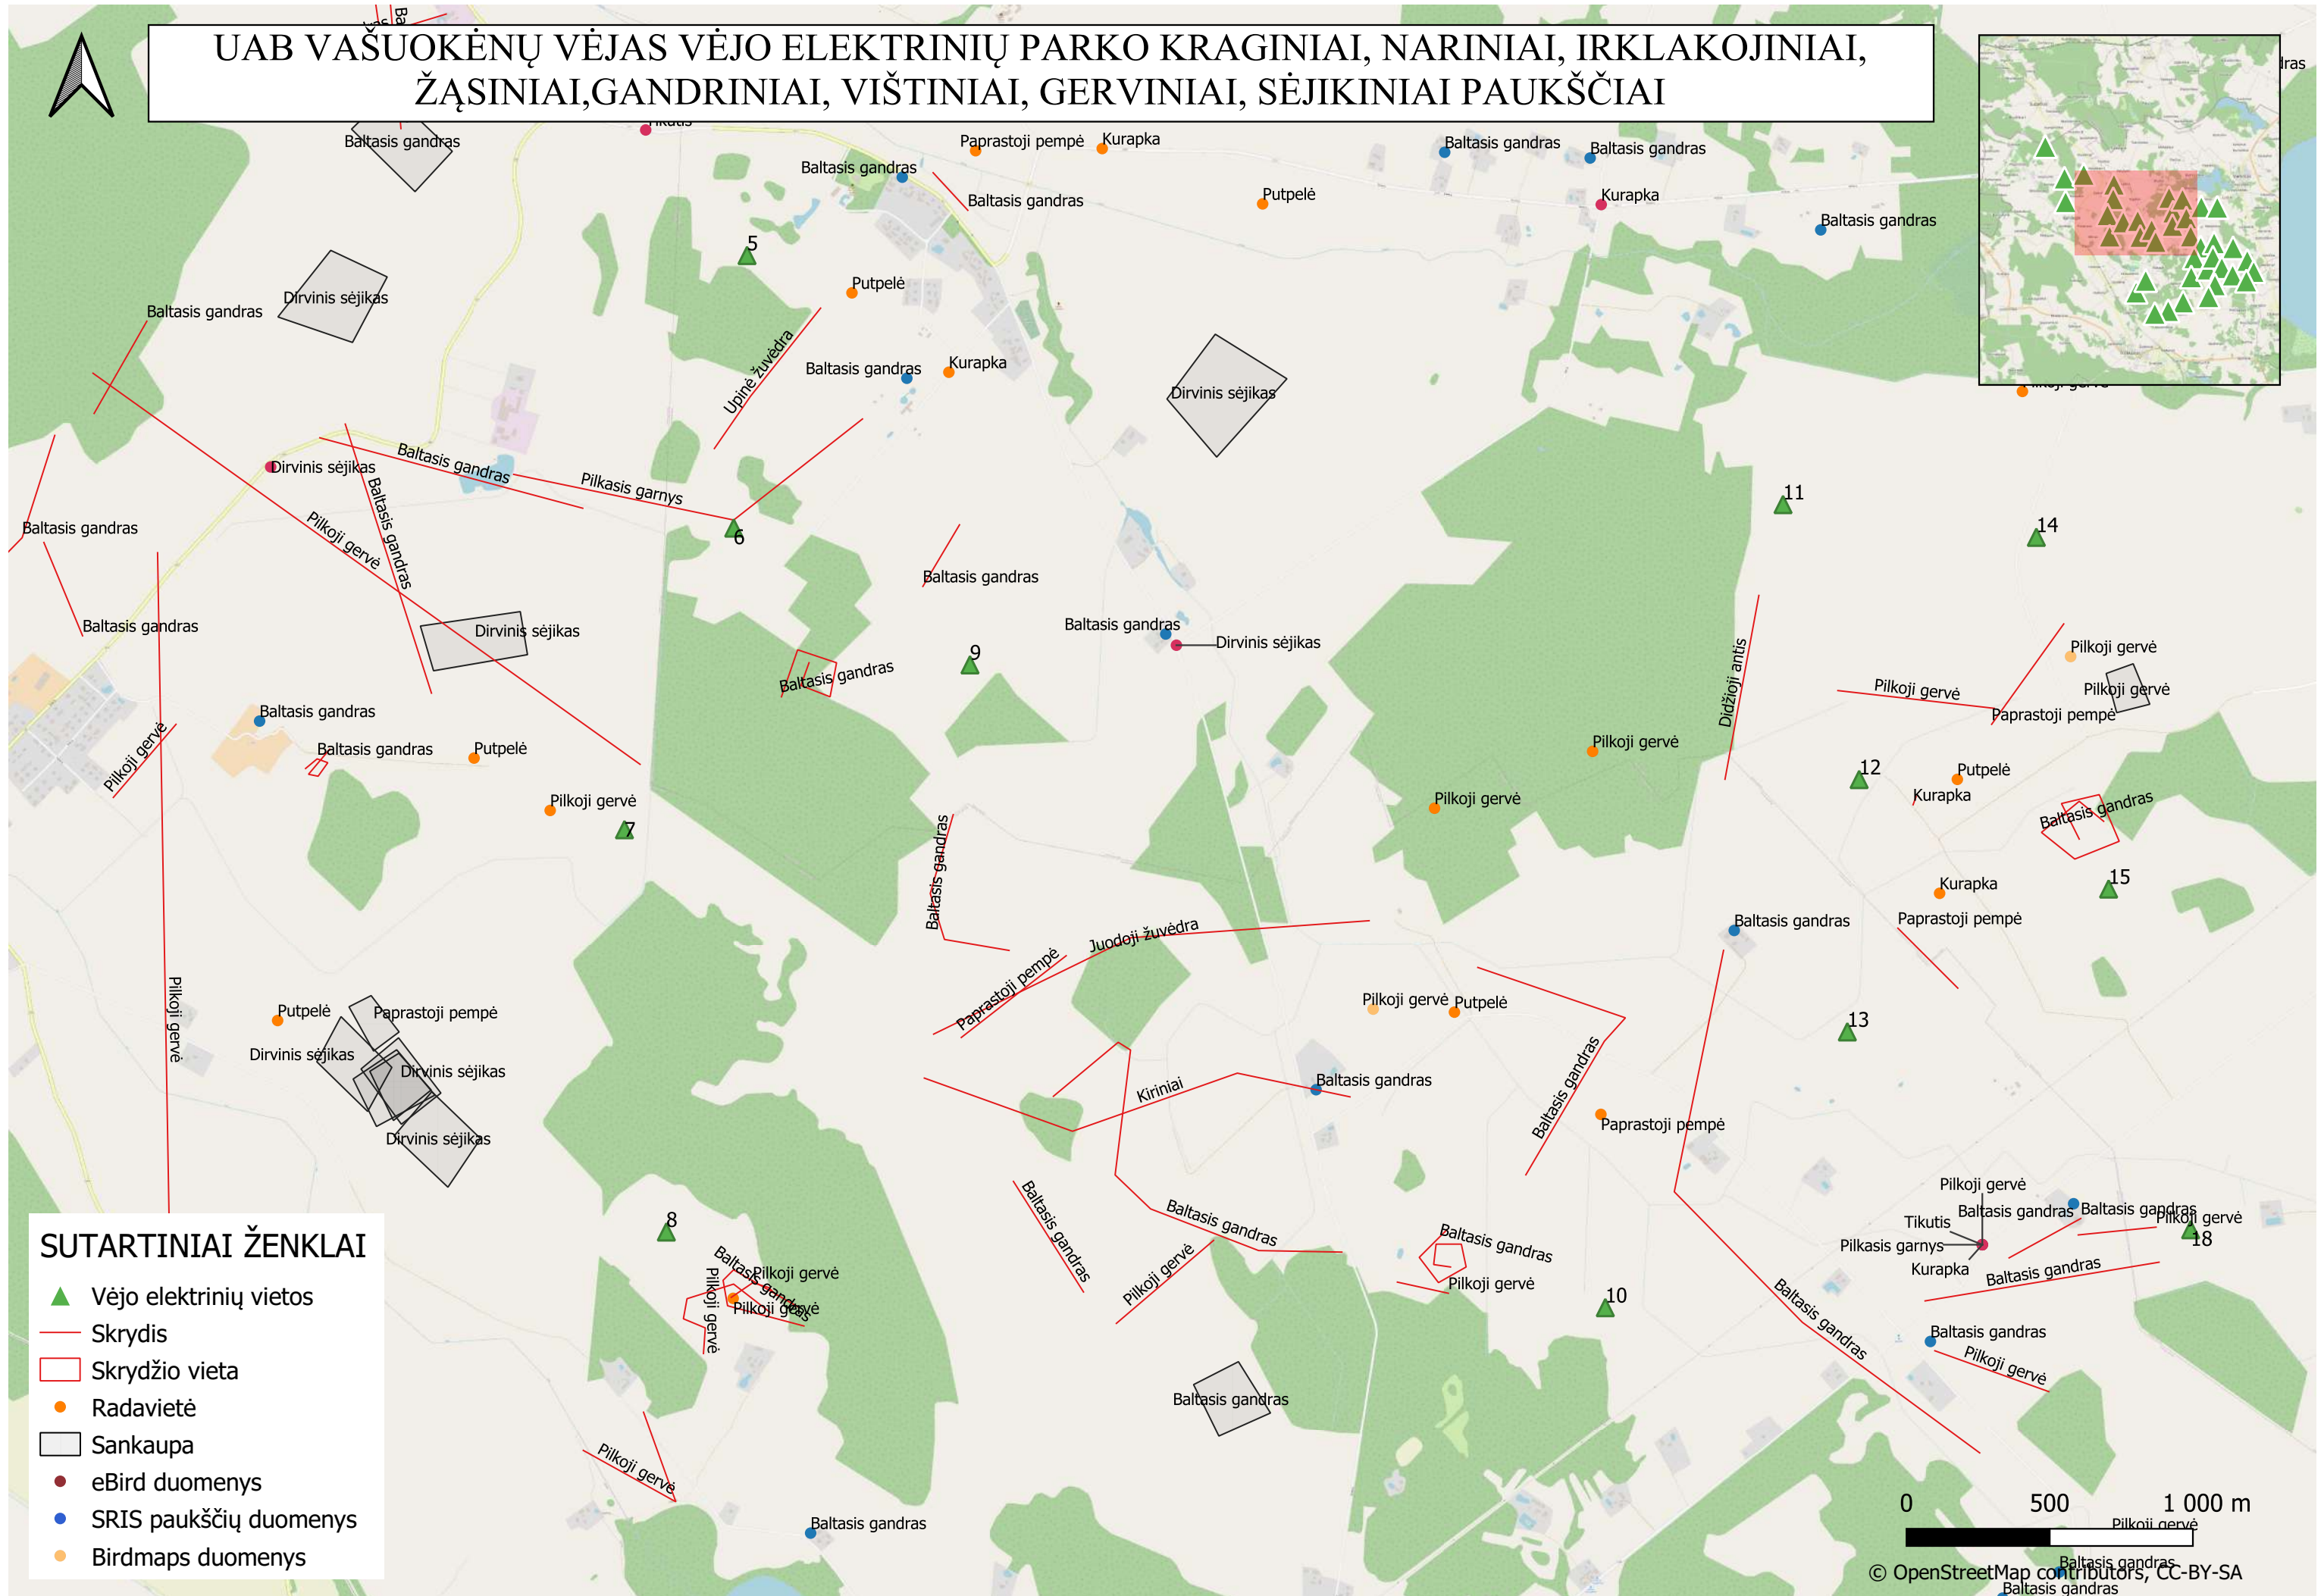 UAB VAŠUOKĖNŲ VĖJAS VĖJO ELEKTRINIŲ PARKO KRAGINIAI, NARINIAI, IRKLAKOJINIAI,
ŽĄSINIAI,GANDRINIAI, VIŠTINIAI, GERVINIAI, SĖJIKINIAI PAUKŠČIAI
Baltasis gandras
Paprastoji pempė
Kurapka
Baltasis gandras
Baltasis gandras
Baltasis gandras
Baltasis gandras
Putpelė
Kurapka
Baltasis gandras
5
Putpelė
Dirvinis sėjikas
Baltasis gandras
Upinė žuvėdra
Baltasis gandras
Kurapka
Dirvinis sėjikas
Pilkoji gervė
Dirvinis sėjikas
Baltasis gandras
Pilkasis garnys
Baltasis gandras
Pilkoji gervė
Baltasis gandras
6
11
14
Baltasis gandras
Baltasis gandras
Dirvinis sėjikas
Baltasis gandras
Dirvinis sėjikas
9
Baltasis gandras
Didžioji antis
Pilkoji gervė
Pilkoji gervė
Pilkoji gervė
Paprastoji pempė
Baltasis gandras
Pilkoji gervė
Baltasis gandras
Putpelė
Pilkoji gervė
7
Pilkoji gervė
Pilkoji gervė
12
Putpelė
Kurapka
Baltasis gandras
Baltasis gandras
15
Kurapka
Paprastoji pempė
Baltasis gandras
Juodoji žuvėdra
Paprastoji pempė
Pilkoji gervė
Putpelė
Paprastoji pempė
Dirvinis sėjikas
Dirvinis sėjikas
Dirvinis sėjikas
Pilkoji gervė
Putpelė
13
Kiriniai
Baltasis gandras
Baltasis gandras
Paprastoji pempė
Pilkoji gervė
Baltasis gandras
Baltasis gandras
Pilkoji gervė
Tikutis
Pilkasis garnys
Kurapka
Pilkoji gervė
18
Baltasis gandras
8
Baltasis gandras
Pilkoji gervė
Pilkoji gervė
Pilkoji gervė
Baltasis gandras
Baltasis gandras
Pilkoji gervė
Baltasis gandras
Pilkoji gervė
10
Baltasis gandras
Baltasis gandras
Pilkoji gervė
Baltasis gandras
Pilkoji gervė
Baltasis gandras
SUTARTINIAI ŽENKLAI
Vėjo elektrinių vietos
Skrydis
Skrydžio vieta
Radavietė
Sankaupa
eBird duomenys
SRIS paukščių duomenys
Birdmaps duomenys
0 500 1 000 m
Pilkoji gervė
Baltasis gandras
© OpenStreetMap contributors, CC-BY-SA
Baltasis gandras